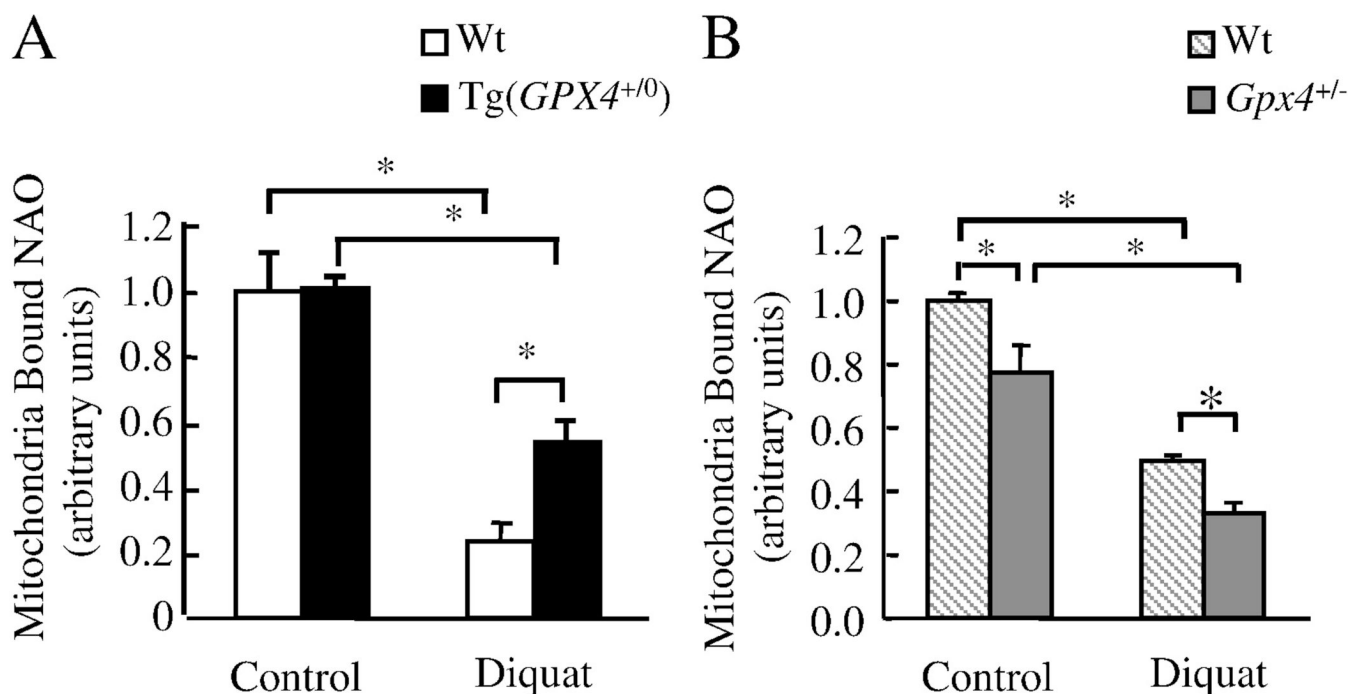 A
Wt
Tg(GPX4+/0)
Mitochondria Bound NAO
(arbitrary units)
1.2
1.0
0.8
0.6
0.4
0.2
0
*
*
*
Control
Diquat
B
Wt
Gpx4+/-
Mitochondria Bound NAO
(arbitrary units)
1.2
1.0
0.8
0.6
0.4
0.2
0.0
*
*
*
*
Control
Diquat